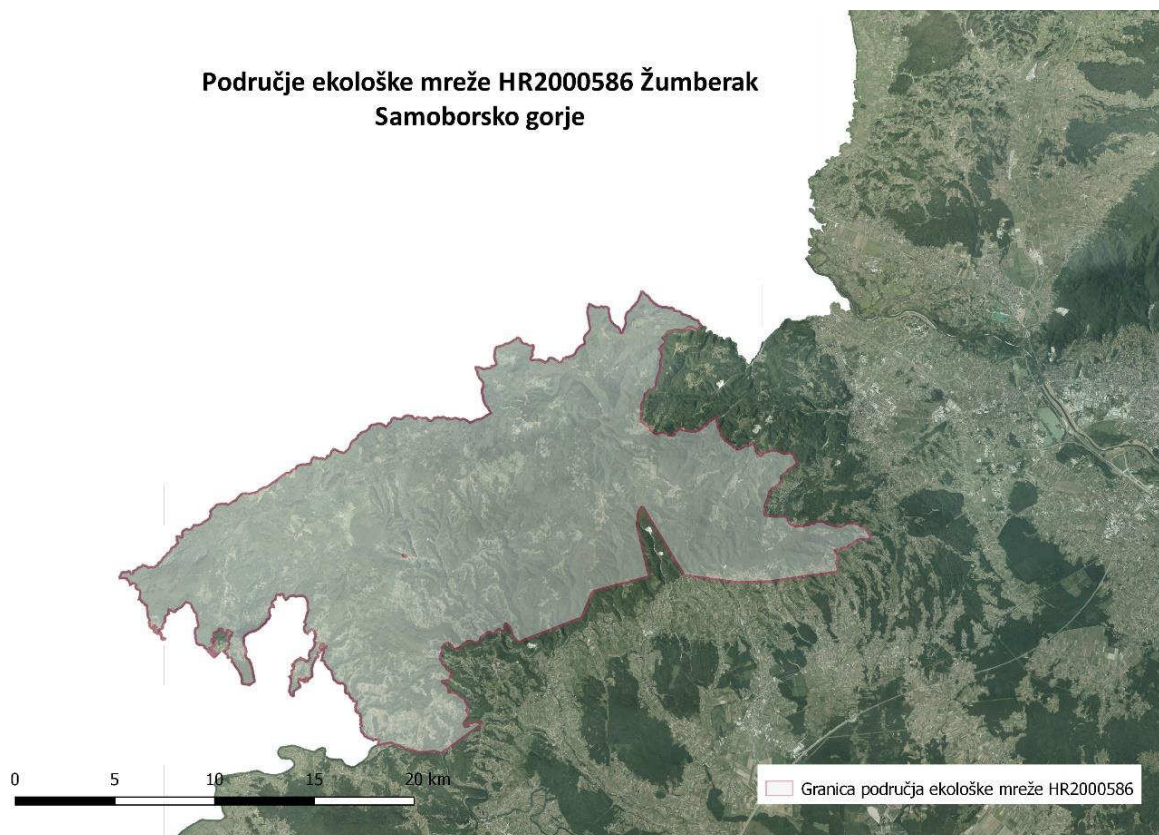 Područje ekološke mreže HR2000586 Žumberak
Samoborsko gorje
0 5 10 15 20 km
Granica područja ekološke mreže HR2000586